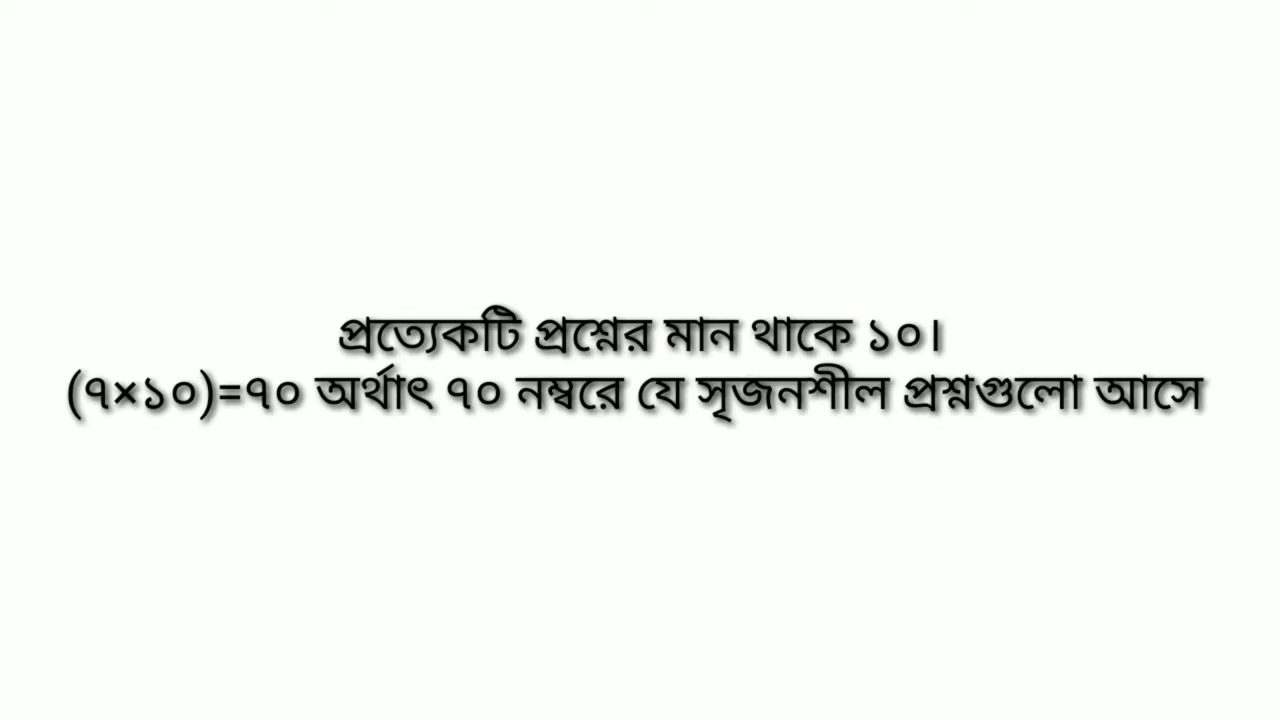 প্রত্যেকটি প্রশ্নের মান থাকে ১০।
(৭×১০)=৭০ অর্থাৎ ৭০ নম্বরে যে সৃজনশীল প্রশ্নগুলো আসে